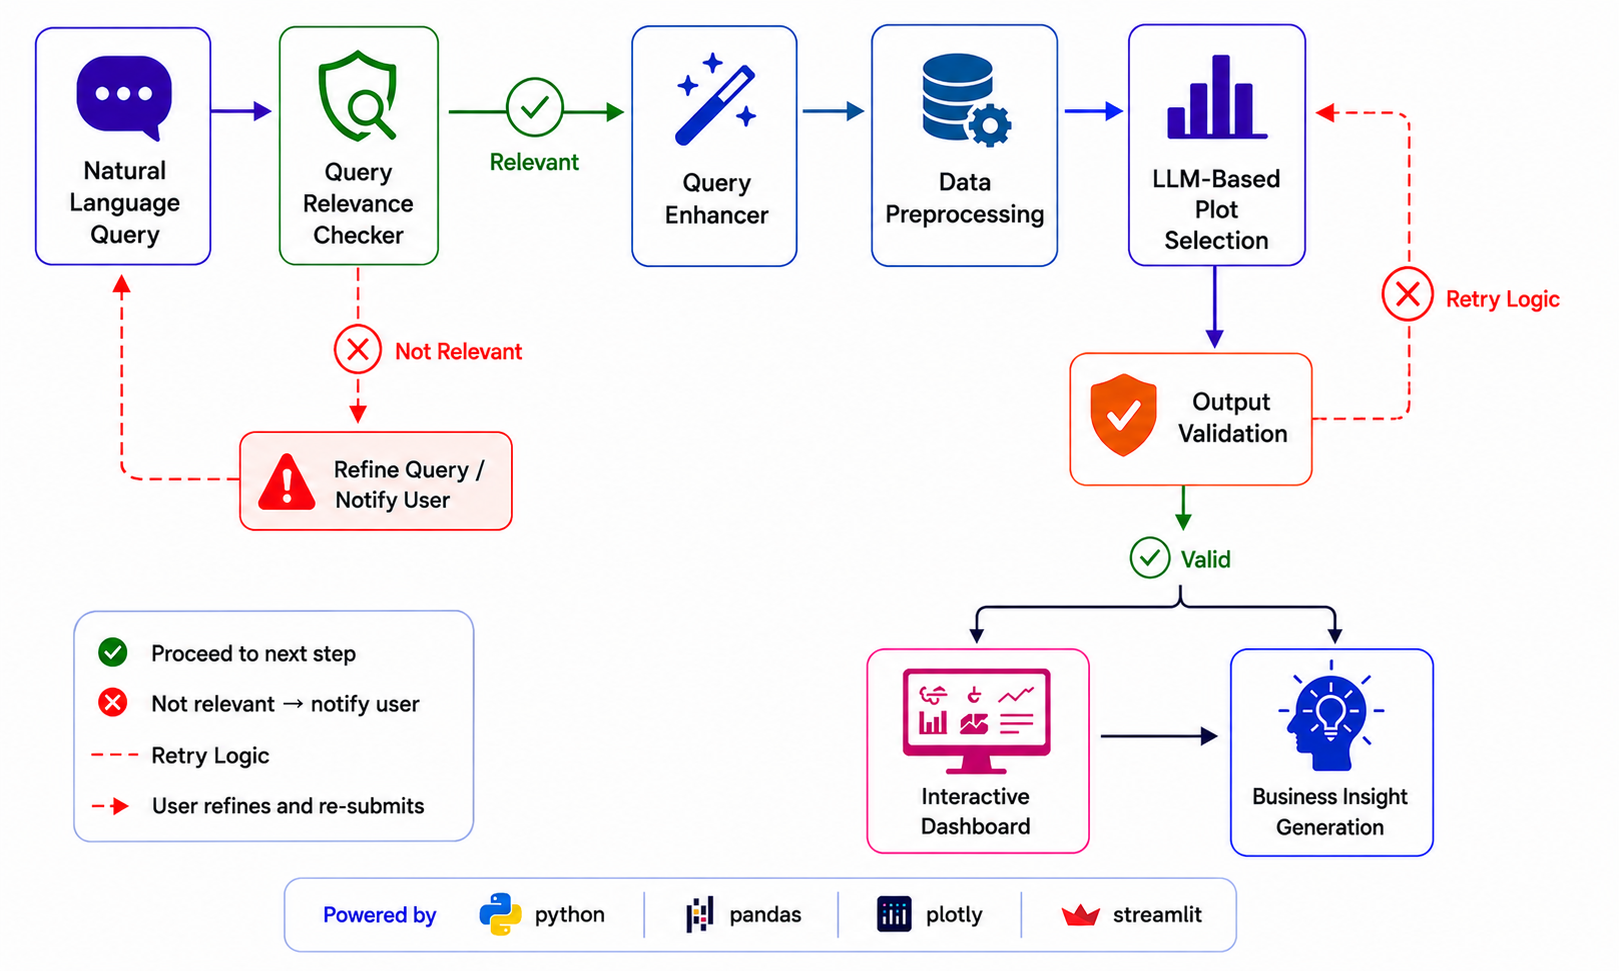 Natural
Language
Query
Query
Relevance
Checker
Relevant
Query
Enhancer
Data
Preprocessing
LLM-Based
Plot
Selection
Retry Logic
Not Relevant
Refine Query /
Notify User
Output
Validation
Valid
Proceed to next step
Not relevant → notify user
Retry Logic
User refines and re-submits
Interactive
Dashboard
Business Insight
Generation
Powered by
python
pandas
plotly
streamlit